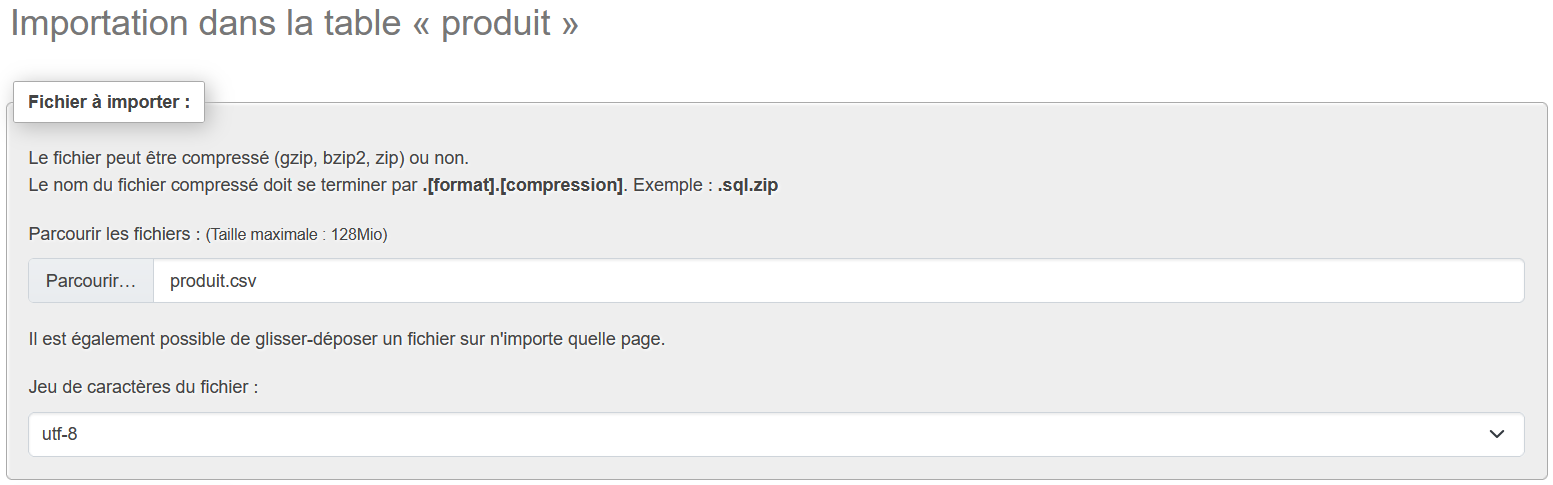 Importation dans la table « produit »
Fichier à importer :
Le fichier peut être compressé (gzip, bzip2, zip) ou non.
Le nom du fichier compressé doit se terminer par .[format].[compression]. Exemple : .sql.zip
Parcourir les fichiers : (Taille maximale : 128Mio)
Parcourir... produit.csv
Il est également possible de glisser-déposer un fichier sur n'importe quelle page.
Jeu de caractères du fichier :
utf-8